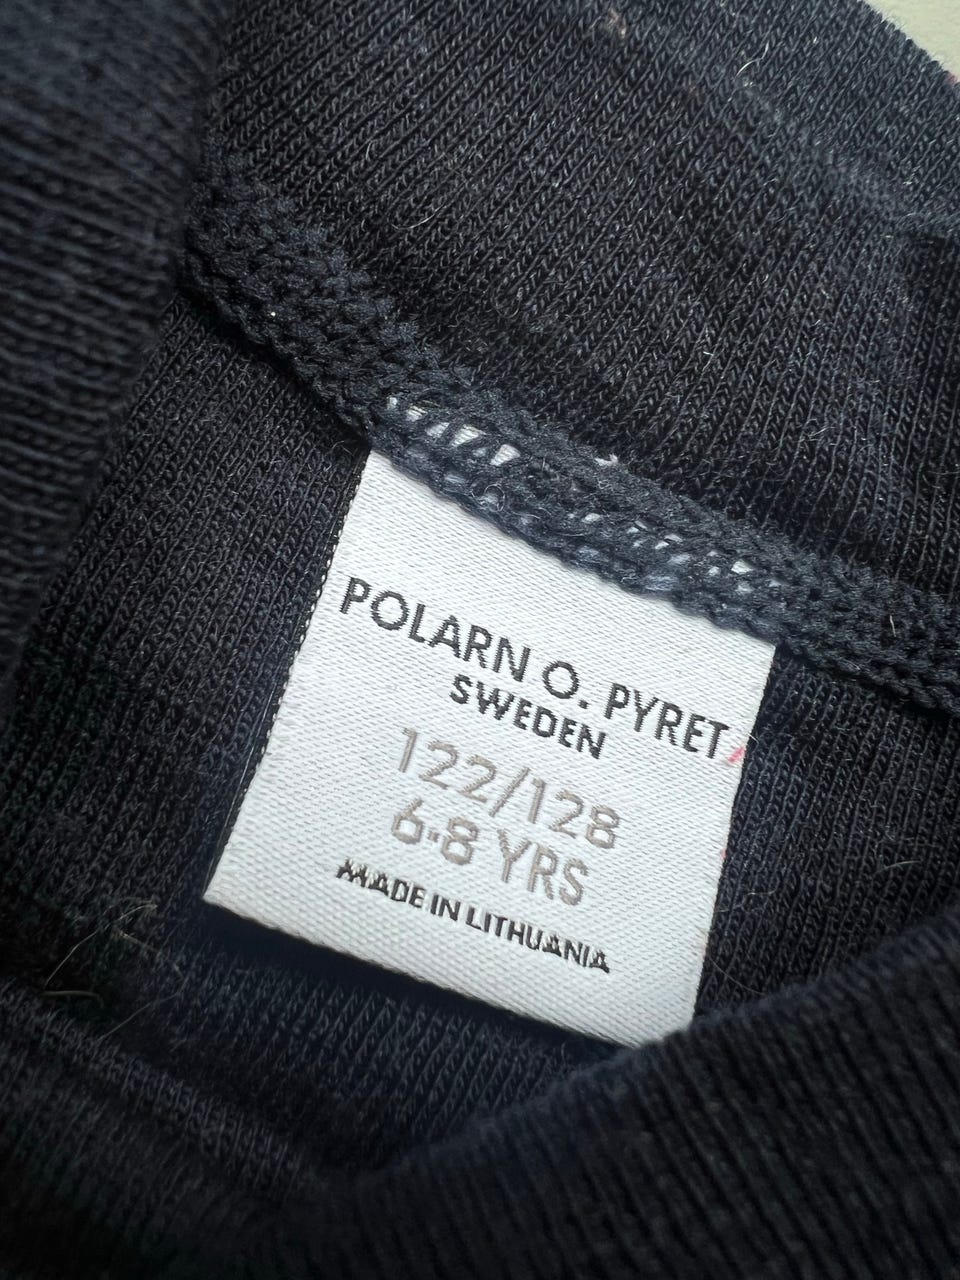 POLARN O. PYRET
SWEDEN
122/128
6-8 YRS
MADE IN LITHUANIA